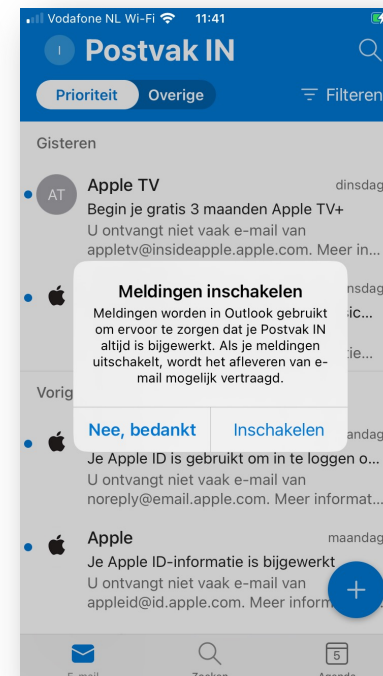 Vodafone NL Wi-Fi 11:41
I Postvak IN
Prioriteit Overige Filteren
Gisteren
AT Apple TV dinsdag
Begin je gratis 3 maanden Apple TV+
U ontvangt niet vaak e-mail van
appletv@insideapple.apple.com. Meer in...
Meldingen inschakelen
Meldingen worden in Outlook gebruikt
om ervoor te zorgen dat je Postvak IN
altijd is bijgewerkt. Als je meldingen
uitschakelt, wordt het afleveren van e-
mail mogelijk vertraagd.
Nee, bedankt Inschakelen
Je Apple ID is gebruikt om in te loggen o...
U ontvangt niet vaak e-mail van
noreply@email.apple.com. Meer informat...
Apple maandag
Je Apple ID-informatie is bijgewerkt
U ontvangt niet vaak e-mail van
appleid@id.apple.com. Meer inform
5
E-mail Zoeken Agenda